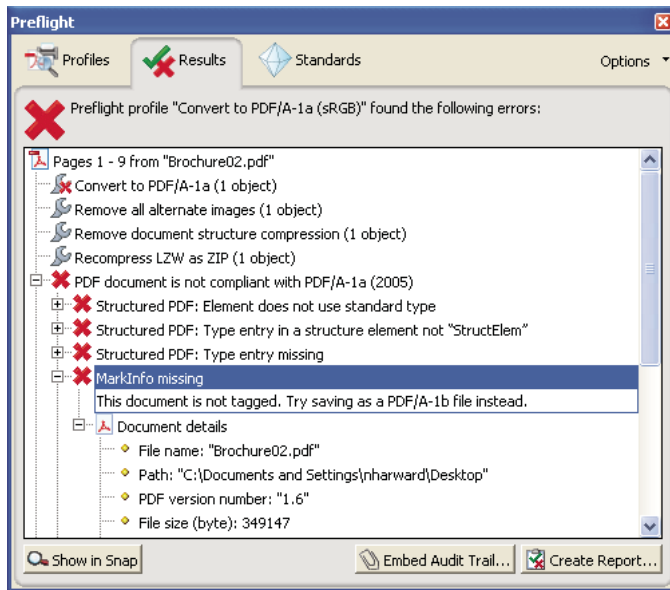 Preflight
Profiles
Results
Standards
Options
Preflight profile "Convert to PDF/A-1a (sRGB)" found the following errors:
Pages 1 - 9 from "Brochure02.pdf"
Convert to PDF/A-1a (1 object)
Remove all alternate images (1 object)
Remove document structure compression (1 object)
Recompress LZW as ZIP (1 object)
PDF document is not compliant with PDF/A-1a (2005)
Structured PDF: Element does not use standard type
Structured PDF: Type entry in a structure element not “StructElem”
Structured PDF: Type entry missing
MarkInfo missing
This document is not tagged. Try saving as a PDF/A-1b file instead.
Document details
File name: "Brochure02.pdf"
Path: "C:\Documents and Settings\nharward\Desktop"
PDF version number: "1.6"
File size (byte): 349147
Show in Snap
Embed Audit Trail...
Create Report...